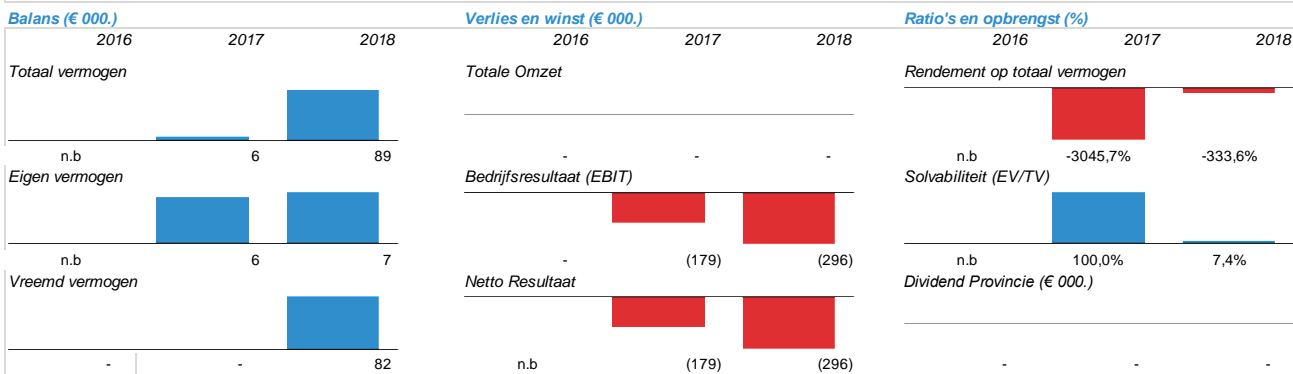 Balans (€ 000.)
2016 2017 2018
Totaal vermogen
n.b 6 89
Eigen vermogen
n.b 6 7
Vreemd vermogen
- - 82
Verlies en winst (€ 000.)
2016 2017 2018
Totale Omzet
- - -
Bedrijfsresultaat (EBIT)
- (179) (296)
Netto Resultaat
n.b (179) (296)
Ratio's en opbrengst (%)
2016 2017 2018
Rendement op totaal vermogen
n.b -3045,7% -333,6%
Solvabiliteit (EV/TV)
n.b 100,0% 7,4%
Dividend Provincie (€ 000.)
- - -